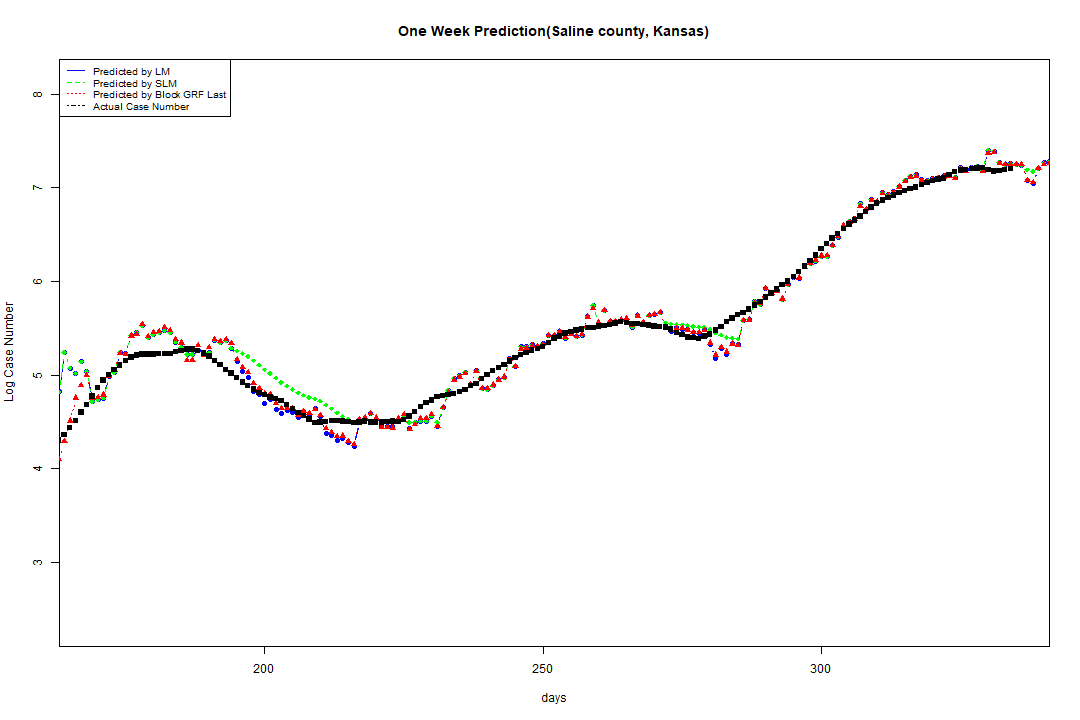 One Week Prediction(Saline county, Kansas)
Predicted by LM
Predicted by SLM
Predicted by Block GRF Last
Actual Case Number
8
7
6
5
4
3
Log Case Number
200 250 300
days